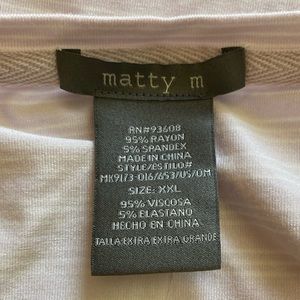 matty m
RN#93608
95% RAYON
5% SPANDEX
MADE IN CHINA
STYLE/ESTILO#
MK9173-016/653/US/OM
SIZE: XXL
95% VISCOSA
5% ELASTANO
HECHO EN CHINA
TALLA EXTRA EXTRA GRANDE